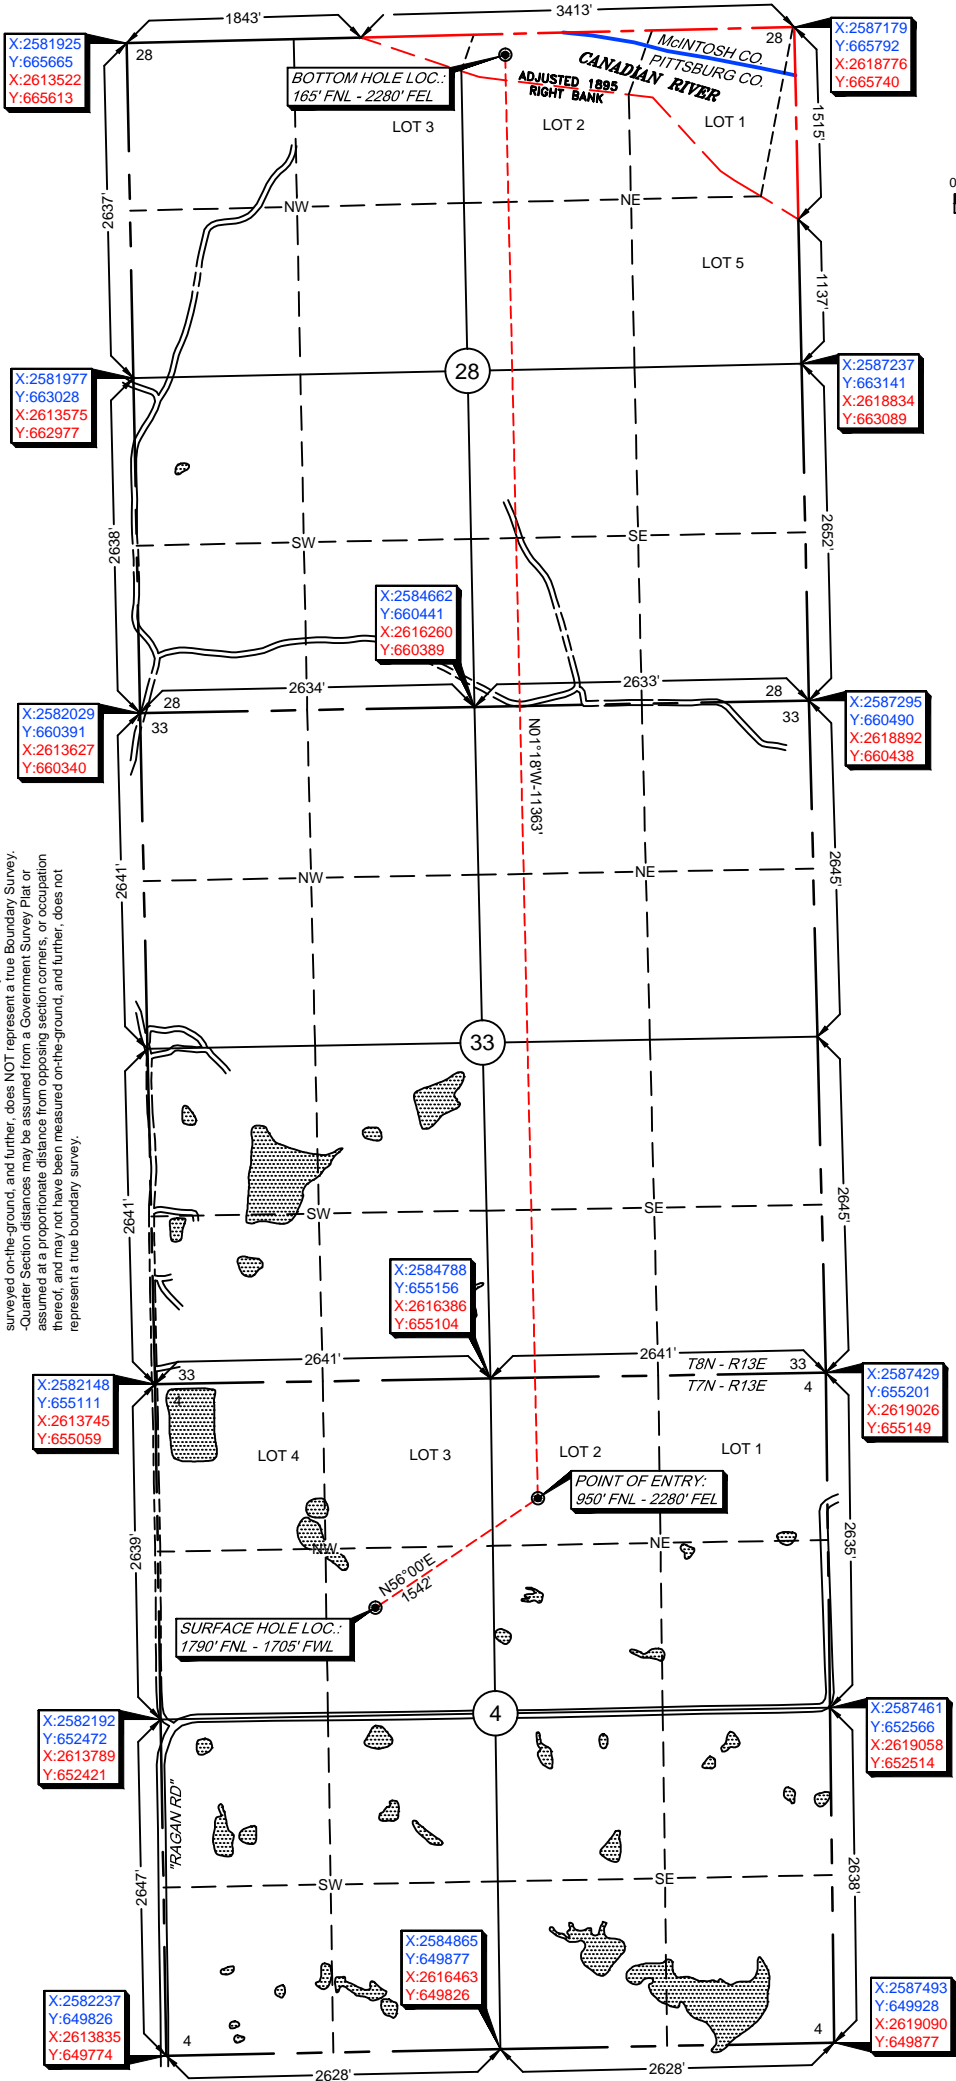 1843'
3413'
X:2581925
Y:665665
X:2613522
Y:665613
28
28
X:2587179
Y:665792
X:2618776
Y:665740
McINTOSH CO.
PITTSBURG CO.
CANADIAN RIVER
BOTTOM HOLE LOC.:
165' FNL - 2280' FEL
ADJUSTED 1895
RIGHT BANK
LOT 3
LOT 2
LOT 1
1515'
0
2637'
NW
NE
LOT 5
1137'
X:2581977
Y:663028
X:2613575
Y:662977
28
X:2587237
Y:663141
X:2618834
Y:663089
2638'
SW
SE
2652'
X:2584662
Y:660441
X:2616260
Y:660389
2634'
2633'
28
33
28
33
X:2582029
Y:660391
X:2613627
Y:660340
X:2587295
Y:660490
X:2618892
Y:660438
N01°18'W-11363'
surveyed on-the-ground, and further, does NOT represent a true Boundary Survey.
-Quarter Section distances may be assumed from a Government Survey Plat or
assumed at a proportionate distance from opposing section corners, or occupation
thereof, and may not have been measured on-the-ground, and further, does not
represent a true boundary survey.
2641'
NW
NE
2645'
33
2641'
SW
SE
2645'
X:2584788
Y:655156
X:2616386
Y:655104
2641'
2641'
33
4
T8N - R13E
T7N - R13E
33
4
X:2582148
Y:655111
X:2613745
Y:655059
X:2587429
Y:655201
X:2619026
Y:655149
LOT 4
LOT 3
LOT 2
LOT 1
POINT OF ENTRY:
950' FNL - 2280' FEL
2639'
NW
NE
2635'
N56°00'E
1542'
SURFACE HOLE LOC.:
1790' FNL - 1705' FWL
X:2582192
Y:652472
X:2613789
Y:652421
4
X:2587461
Y:652566
X:2619058
Y:652514
"RAGAN RD"
2647'
SW
SE
2638'
X:2584865
Y:649877
X:2616463
Y:649826
X:2582237
Y:649826
X:2613835
Y:649774
4
4
X:2587493
Y:649928
X:2619090
Y:649877
2628'
2628'